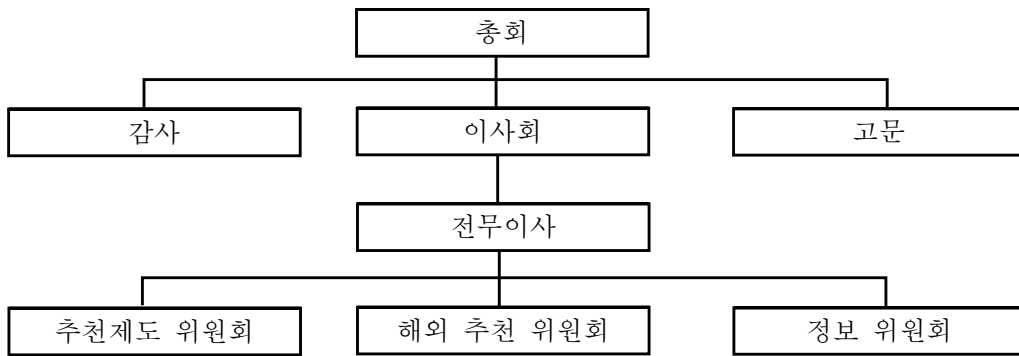 총회
감사
이사회
고문
전무이사
추천제도 위원회
해외 추천 위원회
정보 위원회